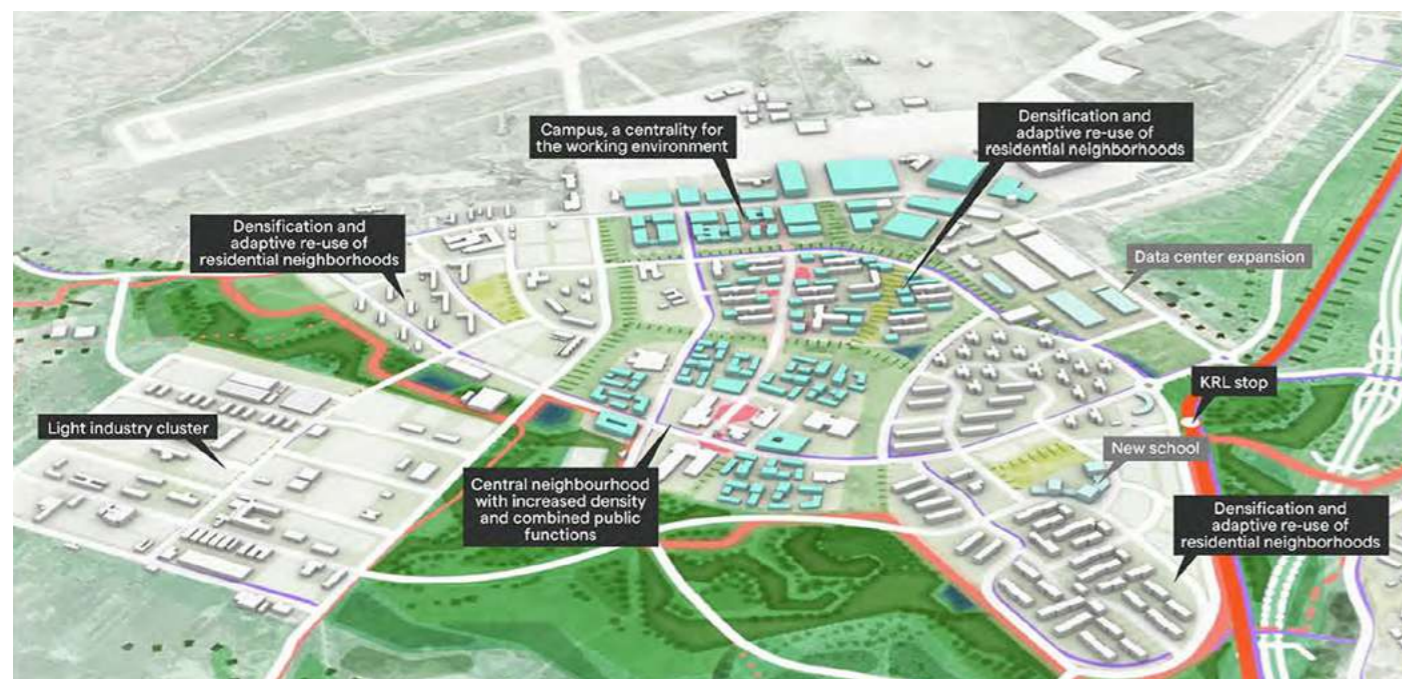 Densification and
adaptive re-use of
residential neighborhoods
Campus, a centrality for
the working environment
Densification and
adaptive re-use of
residential neighborhoods
Data center expansion
KRL stop
Light industry cluster
New school
Central neighbourhood
with increased density
and combined public
functions
Densification and
adaptive re-use of
residential neighborhoods